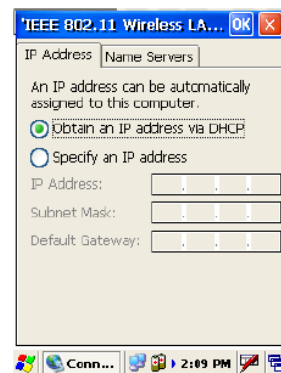 'IEEE 802.11 Wireless LA... OK
IP Address Name Servers
An IP address can be automatically
assigned to this computer.
Obtain an IP address via DHCP
Specify an IP address
IP Address:
Subnet Mask:
Default Gateway:
Conn... 2:09 PM